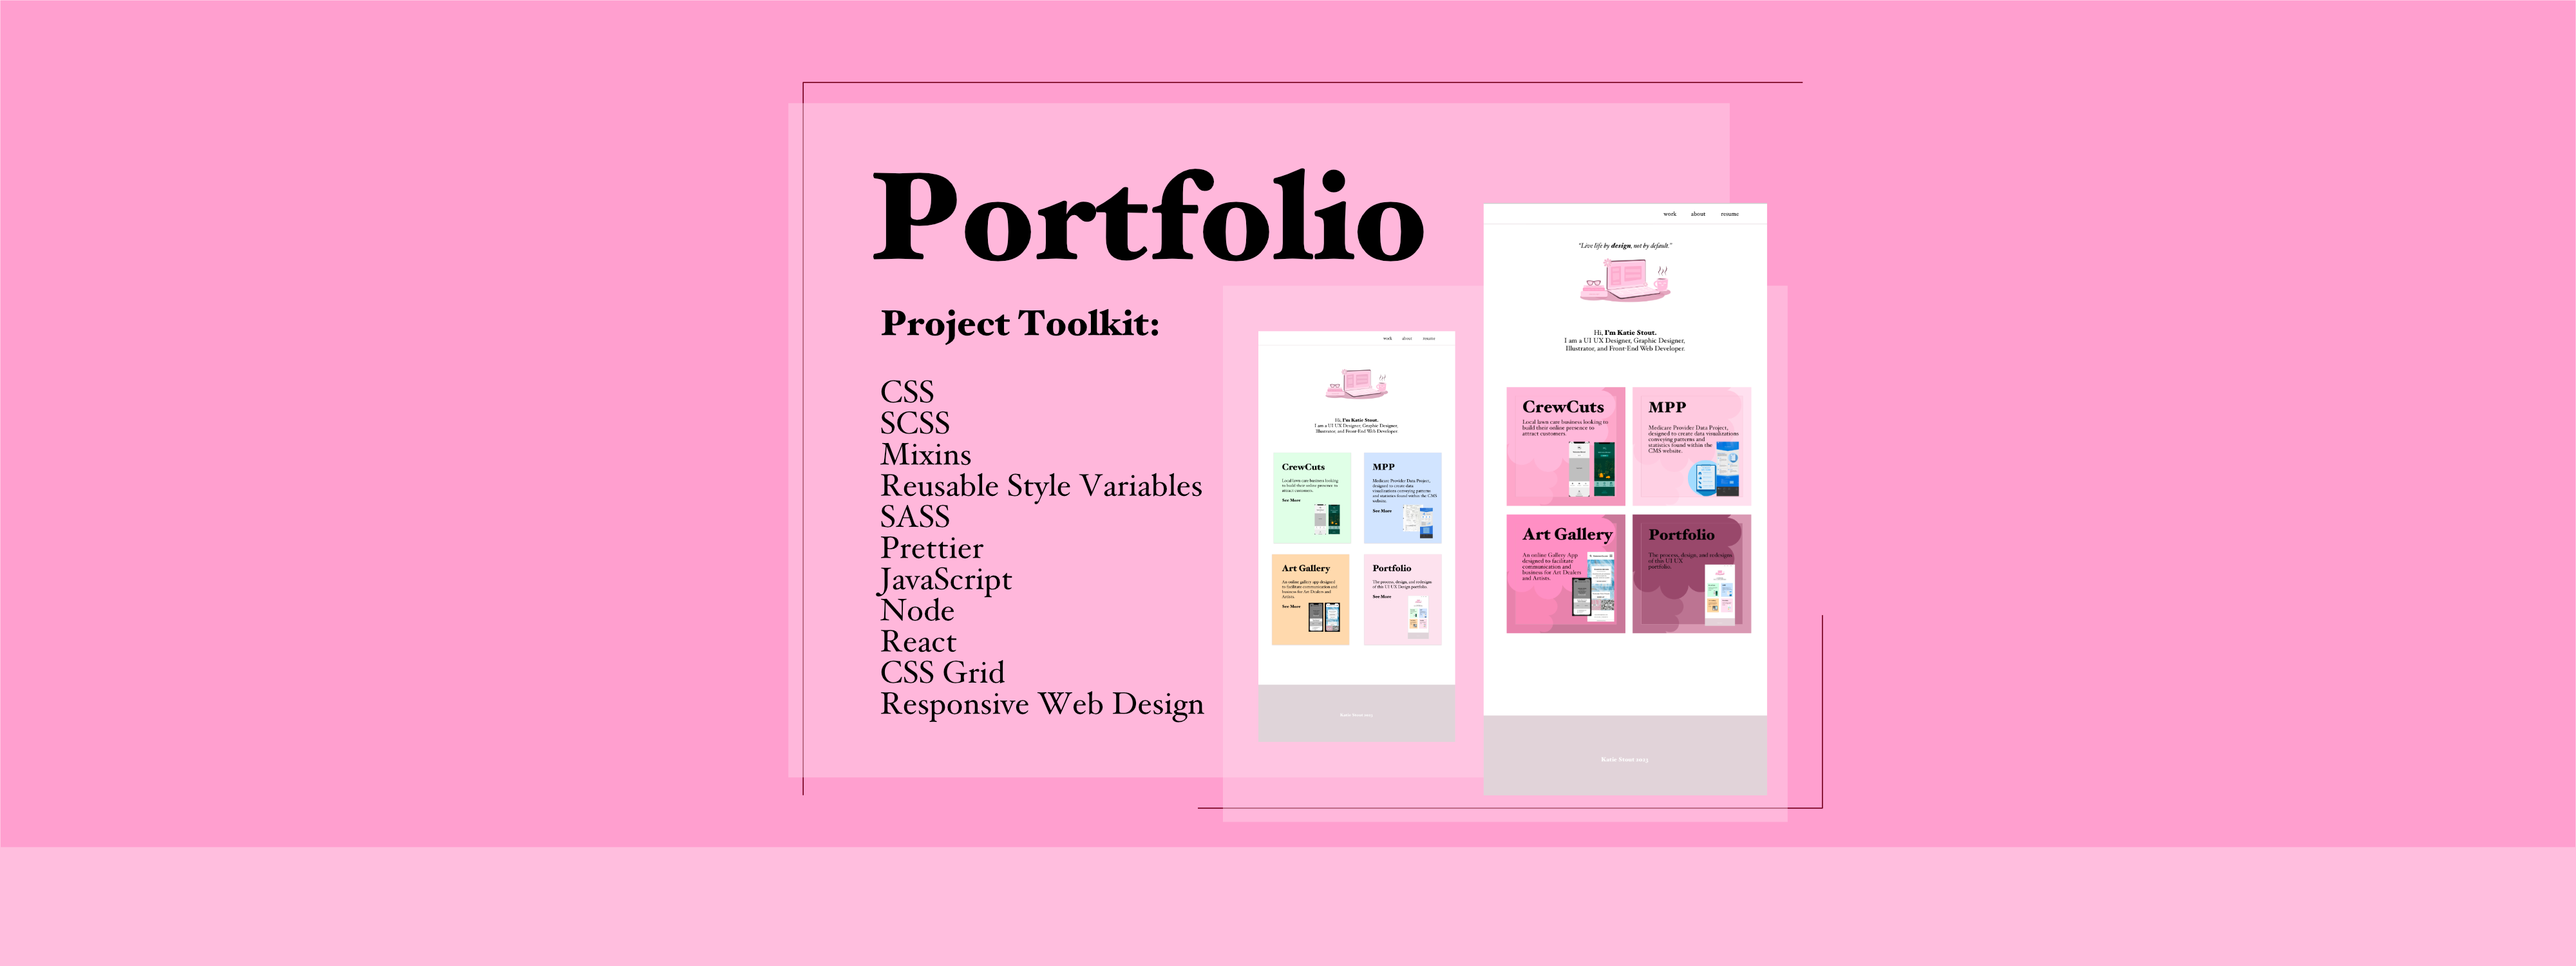 Portfolio
Project Toolkit:
CSS
SCSS
Mixins
Reusable Style Variables
SASS
Prettier
JavaScript
Node
React
CSS Grid
Responsive Web Design
work about resume
Hi, I'm Katie Stout.
I am a UI UX Designer, Graphic Designer,
Illustrator, and Front-End Web Developer.
CrewCuts
Local lawn care business looking
to build their online presence to
attract customers.
See More
MPP
Medicare Provider Data Project,
designed to create data
visualizations conveying patterns
and statistics found within the CMS
website.
See More
Art Gallery
An online gallery app designed
to facilitate communication and
business for Art Dealers and
Artists.
See More
Portfolio
The process, design, and redesigns
of this UI UX Design portfolio.
See More
work about resume
"Live life by design, not by default."
Hi, I'm Katie Stout.
I am a UI UX Designer, Graphic Designer,
Illustrator, and Front-End Web Developer.
CrewCuts
Local lawn care business looking to
build their online presence to
attract customers.
MPP
Medicare Provider Data Project,
designed to create data visualizations
conveying patterns and
statistics found within the
CMS website.
Art Gallery
An online Gallery App
designed to facilitate
communication and
business for Art Dealers
and Artists.
Portfolio
The process, design, and redesigns
of this UI UX
portfolio.
Katie Stout 2023